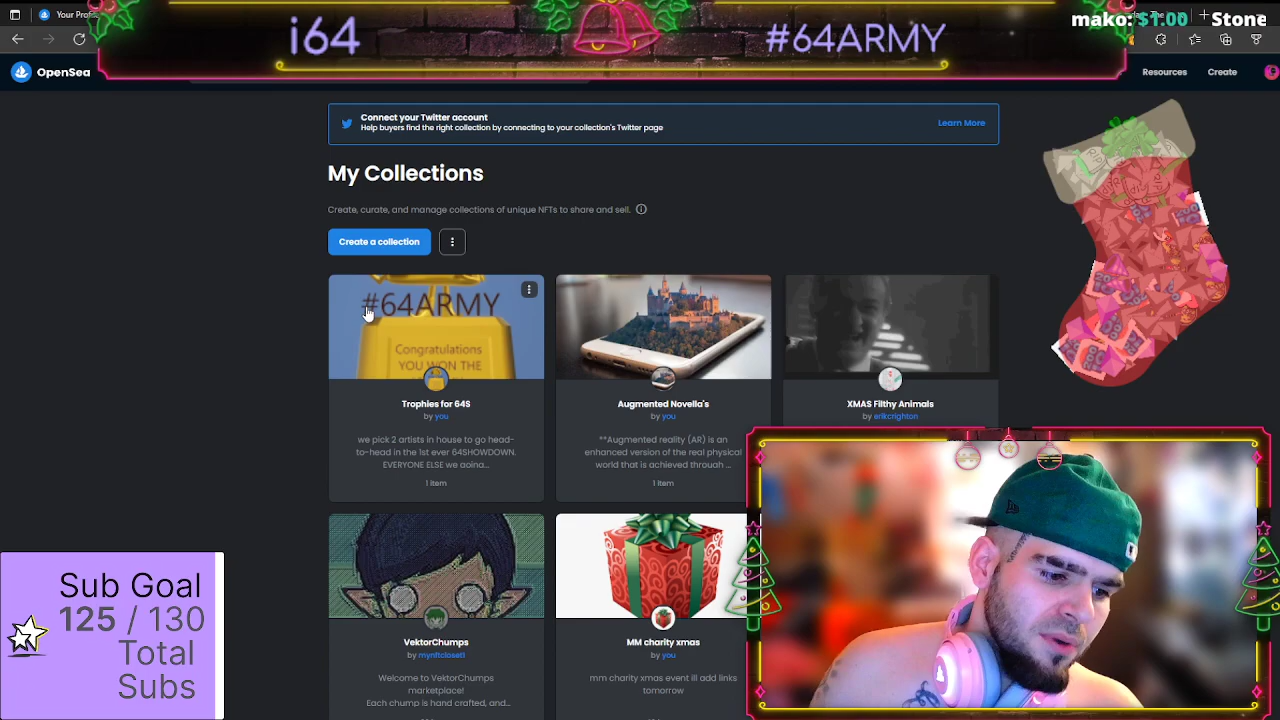 Your Prof
i64
#64ARMY
mako: $1.00
Stone
OpenSea
Resources
Create
Connect your Twitter account
Help buyers find the right collection by connecting to your collection's Twitter page
Learn More
My Collections
Create, curate, and manage collections of unique NFTs to share and sell.
Create a collection
#64ARMY
Congratulations
YOU WON THE
Trophies for 64S
by you
we pick 2 artists in house to go head-
to-head in the 1st ever 64SHOWDOWN.
EVERYONE ELSE we going...
1 item
Augmented Novella's
by you
**Augmented reality (AR) is an
enhanced version of the real physical
world that is achieved through ...
1 item
XMAS Filthy Animals
by erikcrighton
VektorChumps
by mynftcloset1
Welcome to VektorChumps
marketplace!
Each chump is hand crafted, and...
MM charity xmas
by you
mm charity xmas event ill add links
tomorrow
Sub Goal
125 / 130
Total
Subs